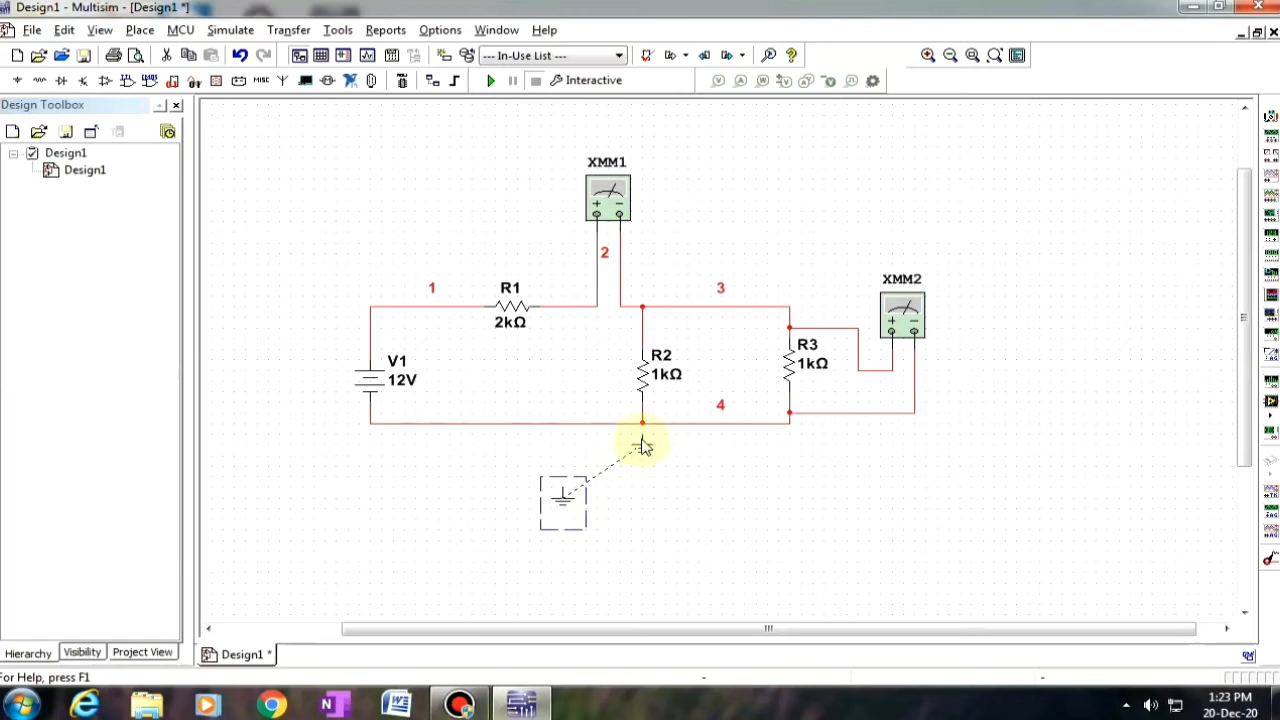 Design1 - Multisim - [Design1 *]
File Edit View Place MCU Simulate Transfer Tools Reports Options Window Help
--- In-Use List ---
MISC Interactive
Design Toolbox
Design1
Design1
XMM1
+ −
2
1
R1
2kΩ
3
XMM2
+ −
V1
12V
R2
1kΩ
R3
1kΩ
4
Hierarchy Visibility Project View
Design1 *
For Help, press F1
- -
1:23 PM
20-Dec-20